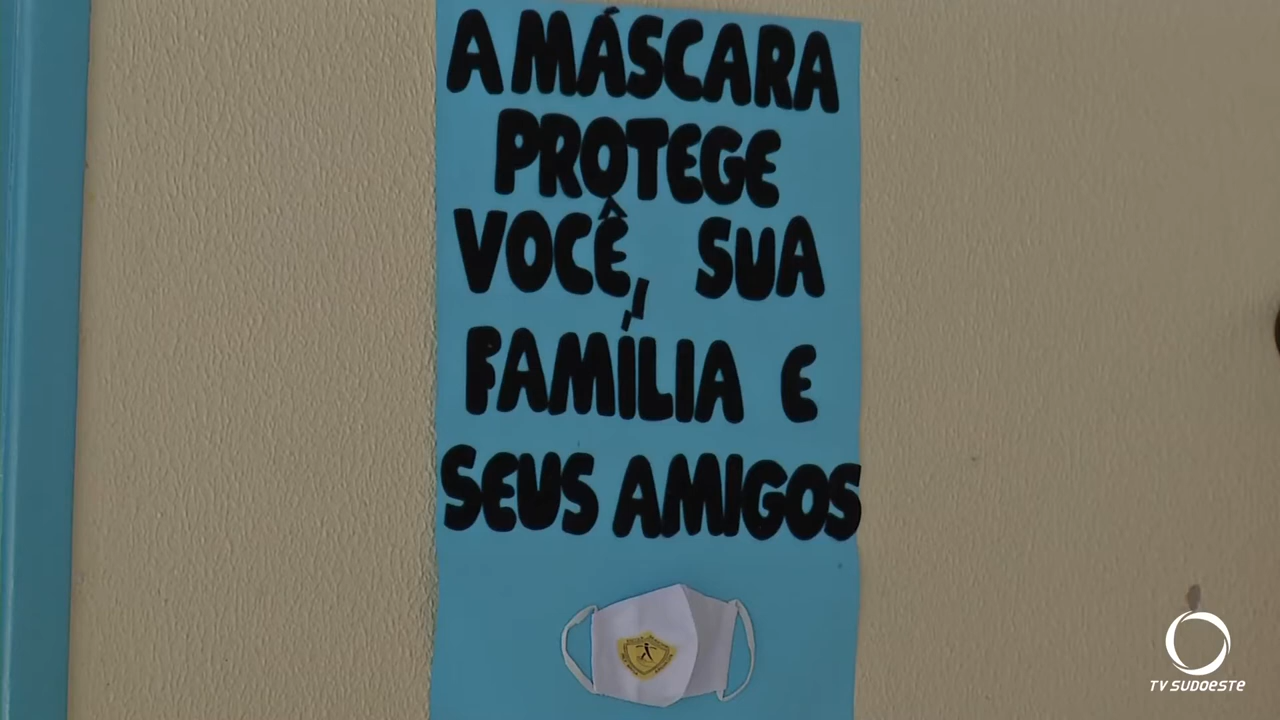 A MÁSCARA
PROTEGE
VOCÊ, SUA
FAMÍLIA E
SEUS AMIGOS
TV SUDOESTE